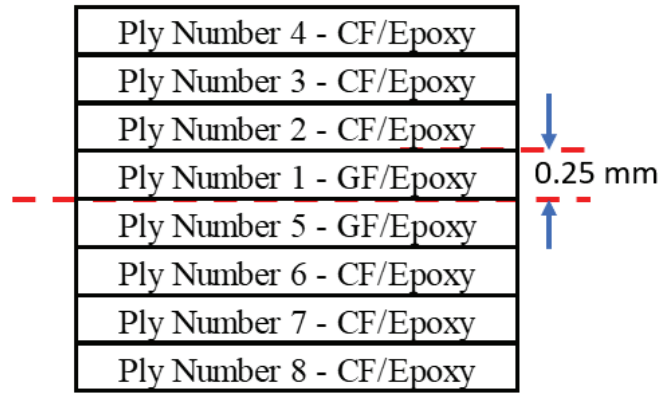 Ply Number 4 - CF/Epoxy
Ply Number 3 - CF/Epoxy
Ply Number 2 - CF/Epoxy
Ply Number 1 - GF/Epoxy
0.25 mm
Ply Number 5 - GF/Epoxy
Ply Number 6 - CF/Epoxy
Ply Number 7 - CF/Epoxy
Ply Number 8 - CF/Epoxy